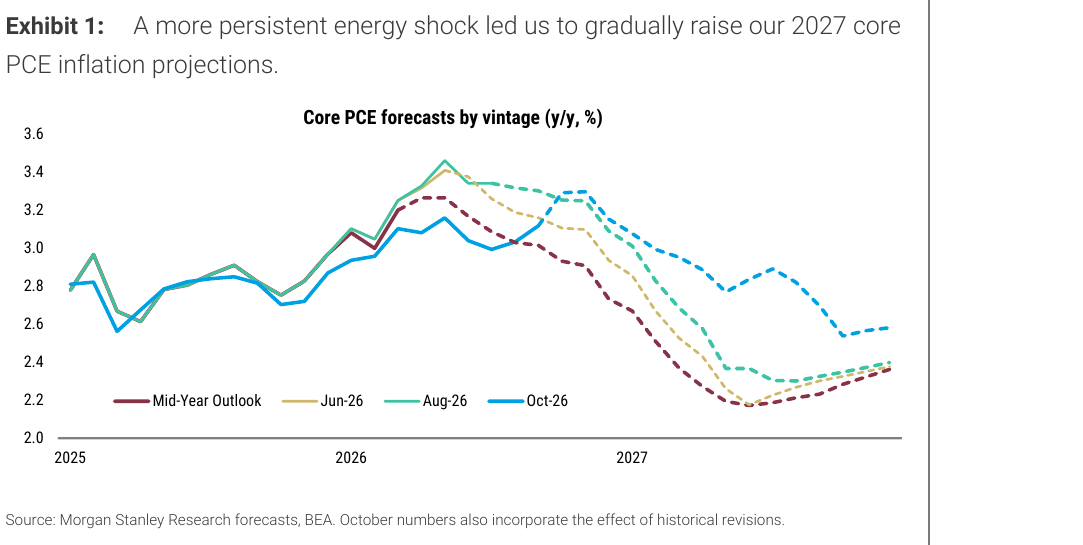 Exhibit 1: A more persistent energy shock led us to gradually raise our 2027 core
PCE inflation projections.
Core PCE forecasts by vintage (y/y, %)
3.6
3.4
3.2
3.0
2.8
2.6
2.4
2.2
2.0
Mid-Year Outlook Jun-26 Aug-26 Oct-26
2025 2026 2027
Source: Morgan Stanley Research forecasts, BEA. October numbers also incorporate the effect of historical revisions.